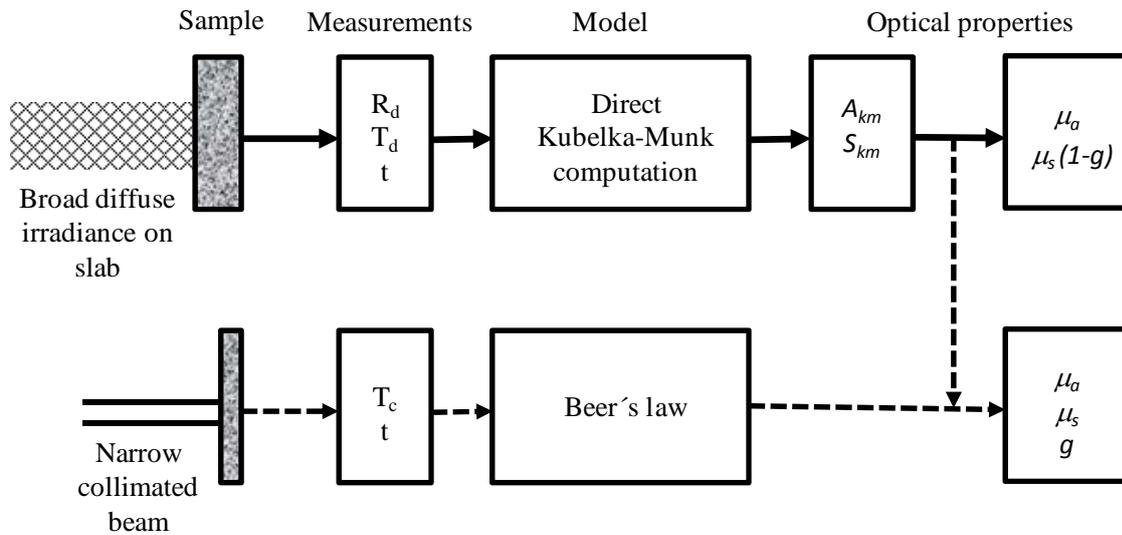 Sample
Measurements
Model
Optical properties
Broad diffuse
irradiance on
slab
R_d
T_d
t
Direct
Kubelka-Munk
computation
A_km
S_km
μ_a
μ_s (1-g)
Narrow
collimated
beam
T_c
t
Beer´s law
μ_a
μ_s
g